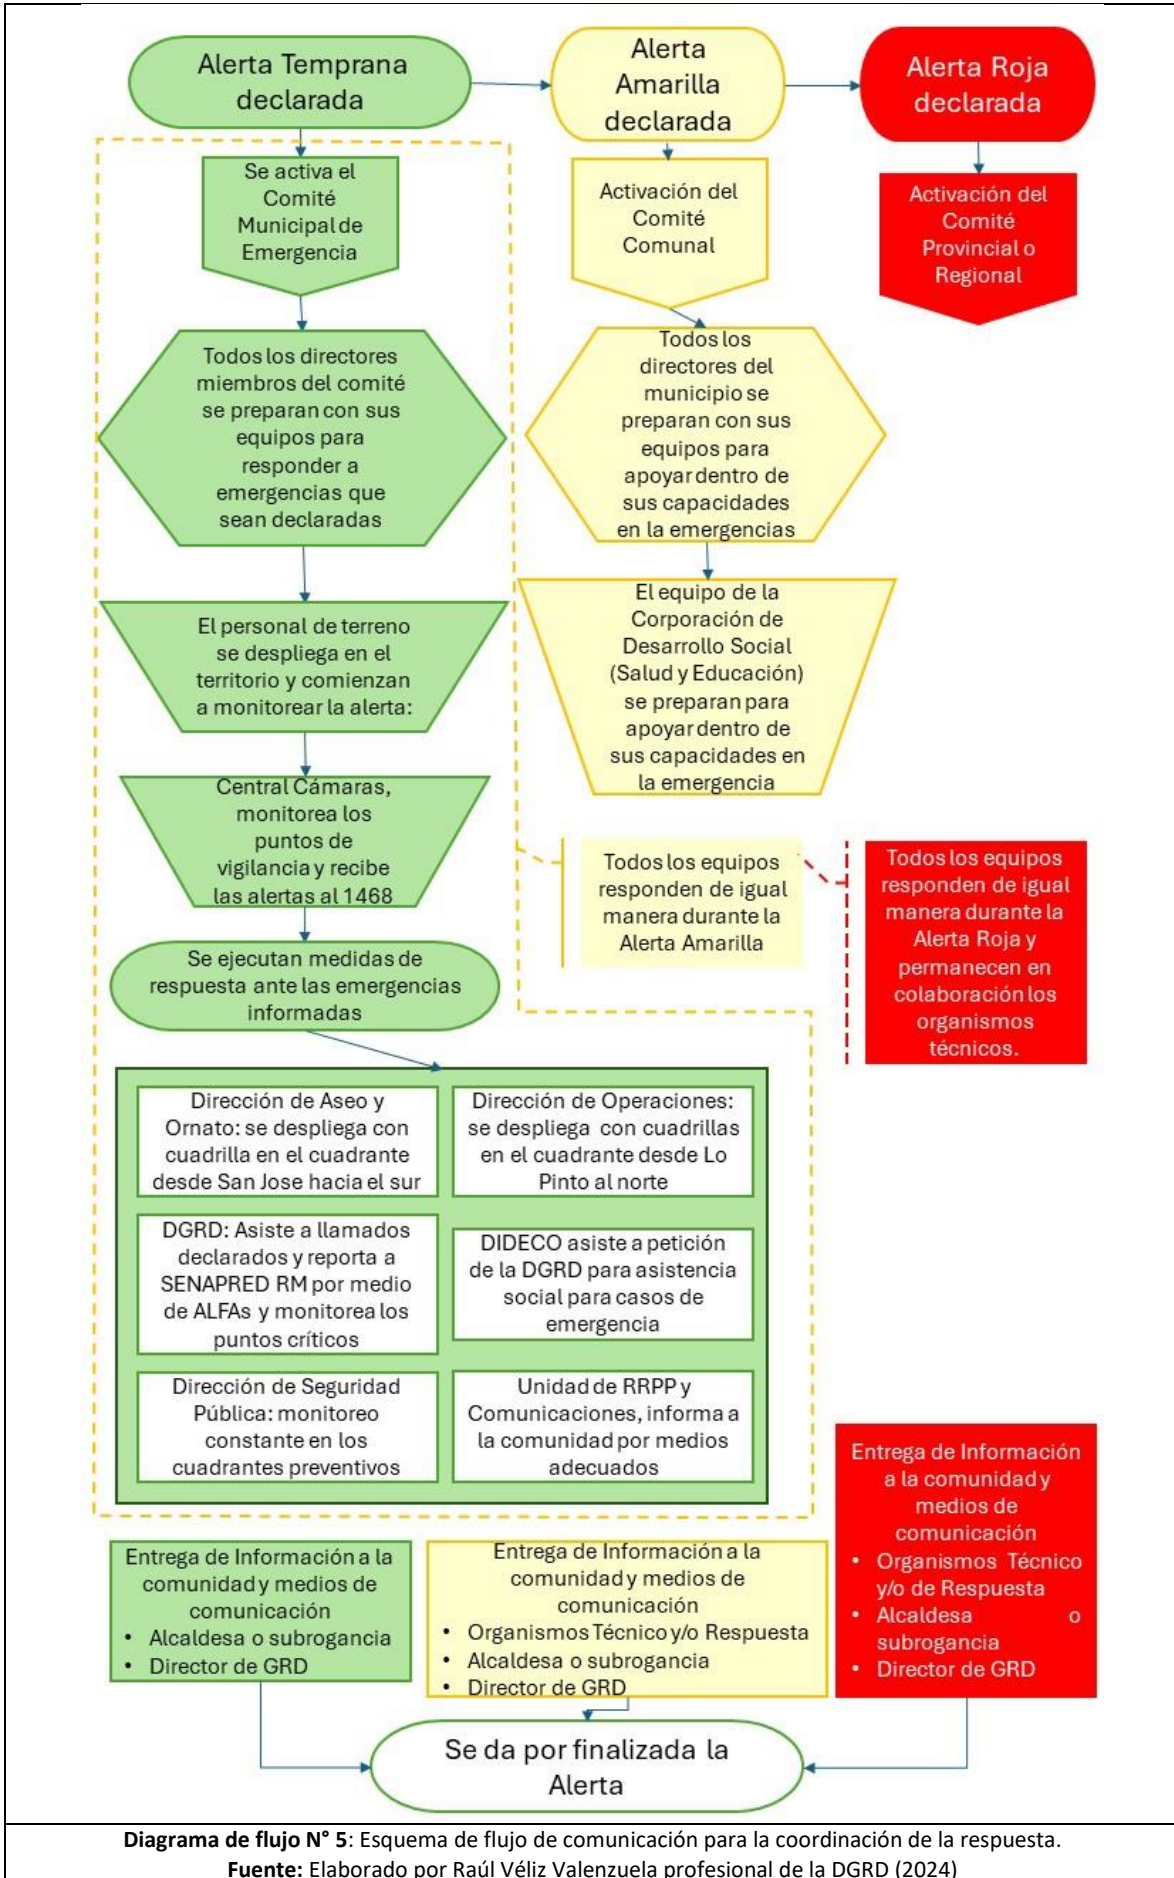 Alerta Temprana
declarada
Alerta
Amarilla
declarada
Alerta Roja
declarada
Se activa el
Comité
Municipal de
Emergencia
Activación del
Comité
Comunal
Activación del
Comité
Provincial o
Regional
Todos los directores
miembros del comité
se preparan con sus
equipos para
responder a
emergencias que
sean declaradas
Todos los
directores del
municipio se
preparan con sus
equipos para
apoyar dentro de
sus capacidades
en la emergencias
El personal de terreno
se despliega en el
territorio y comienzan
a monitorear la alerta:
El equipo de la
Corporación de
Desarrollo Social
(Salud y Educación)
se preparan para
apoyar dentro de
sus capacidades en
la emergencia
Central Cámaras,
monitorea los
puntos de
vigilancia y recibe
las alertas al 1468
Todos los equipos
responden de igual
manera durante la
Alerta Amarilla
Todos los equipos
responden de igual
manera durante la
Alerta Roja y
permanecen en
colaboración los
organismos
técnicos.
Se ejecutan medidas de
respuesta ante las emergencias
informadas
Dirección de Aseo y
Ornato: se despliega con
cuadrilla en el cuadrante
desde San Jose hacia el sur
Dirección de Operaciones:
se despliega con cuadrillas
en el cuadrante desde Lo
Pinto al norte
DGRD: Asiste a llamados
declarados y reporta a
SENAPRED RM por medio
de ALFAs y monitorea los
puntos críticos
DIDECO asiste a petición
de la DGRD para asistencia
social para casos de
emergencia
Dirección de Seguridad
Pública: monitoreo
constante en los
cuadrantes preventivos
Unidad de RRPP y
Comunicaciones, informa a
la comunidad por medios
adecuados
Entrega de Información a la
comunidad y medios de
comunicación
• Alcaldesa o subrogancia
• Director de GRD
Entrega de Información a la
comunidad y medios de
comunicación
• Organismos Técnico y/o Respuesta
• Alcaldesa o subrogancia
• Director de GRD
Entrega de Información
a la comunidad y
medios de
comunicación
• Organismos Técnico
y/o de Respuesta
• Alcaldesa o
subrogancia
• Director de GRD
Se da por finalizada la
Alerta
Diagrama de flujo N° 5: Esquema de flujo de comunicación para la coordinación de la respuesta.
Fuente: Elaborado por Raúl Véliz Valenzuela profesional de la DGRD (2024)